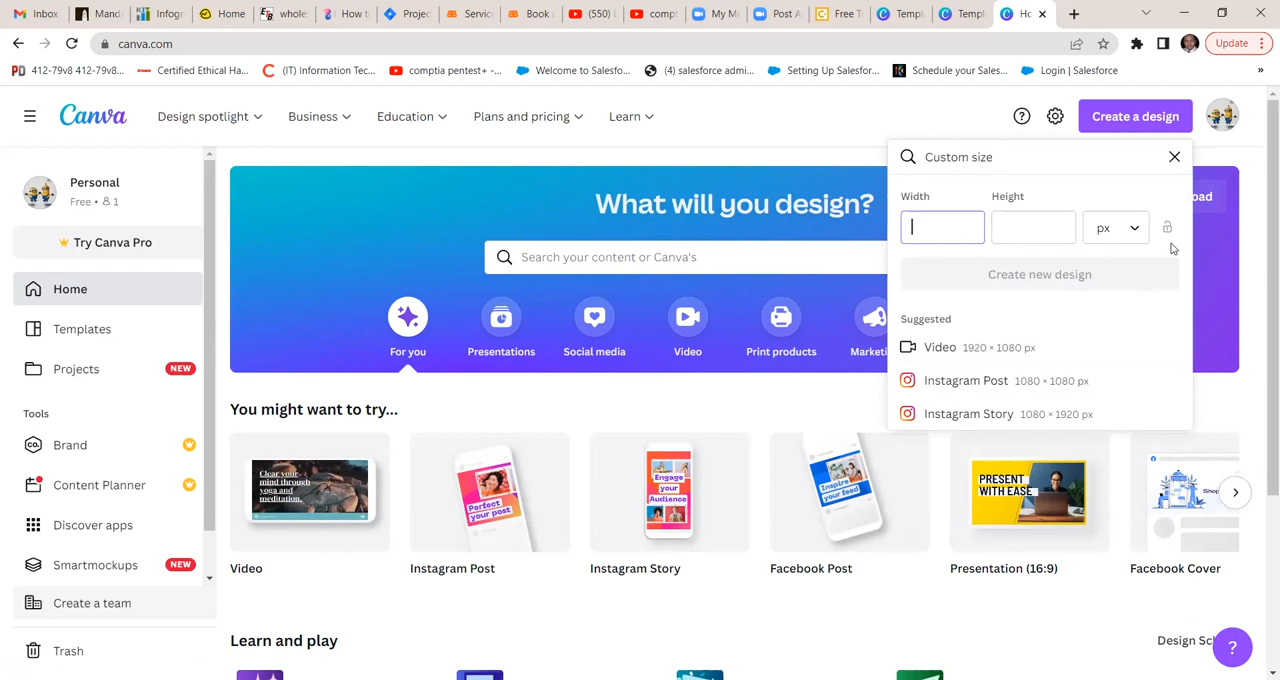 Inbox
Mand
Infogr
Home
whole
How t
Projec
Servic
Book a
(550) E
compt
My M
Post A
Free T
Templ
Templ
Ho
canva.com
Update
412-79v8 412-79v8...
Certified Ethical Ha...
(IT) Information Tec...
comptia pentest+ -...
Welcome to Salesfo...
(4) salesforce admi...
Setting Up Salesfor...
Schedule your Sales...
Login | Salesforce
»
Canva
Design spotlight
Business
Education
Plans and pricing
Learn
Create a design
Personal
Free • 1
Try Canva Pro
Home
Templates
Projects NEW
Tools
Brand
Content Planner
Discover apps
Smartmockups NEW
Create a team
Trash
What will you design?
oad
Search your content or Canva's
For you
Presentations
Social media
Video
Print products
Marketi
Custom size
Width Height
px
Create new design
Suggested
Video 1920 × 1080 px
Instagram Post 1080 × 1080 px
Instagram Story 1080 × 1920 px
You might want to try...
Clear your
mind through
yoga and
meditation.
Perfect
your post
Engage
your
Audience
Inspire
your feed
PRESENT
WITH EASE
Shop
Video
Instagram Post
Instagram Story
Facebook Post
Presentation (16:9)
Facebook Cover
Learn and play
Design Sc
?